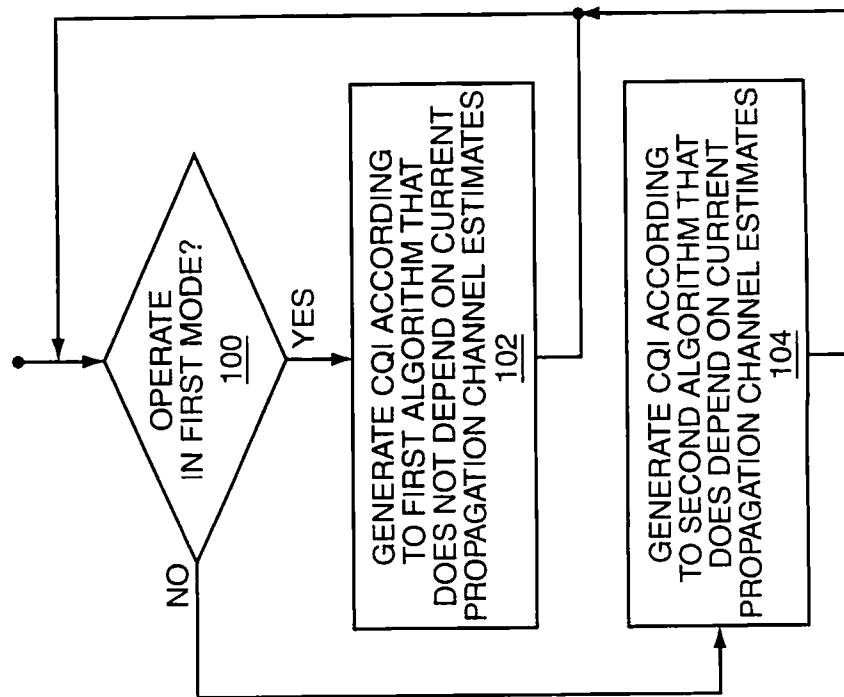 OPERATE
IN FIRST MODE?
100
YES
NO
GENERATE CQI ACCORDING
TO FIRST ALGORITHM THAT
DOES NOT DEPEND ON CURRENT
PROPAGATION CHANNEL ESTIMATES
102
GENERATE CQI ACCORDING
TO SECOND ALGORITHM THAT
DOES DEPEND ON CURRENT
PROPAGATION CHANNEL ESTIMATES
104